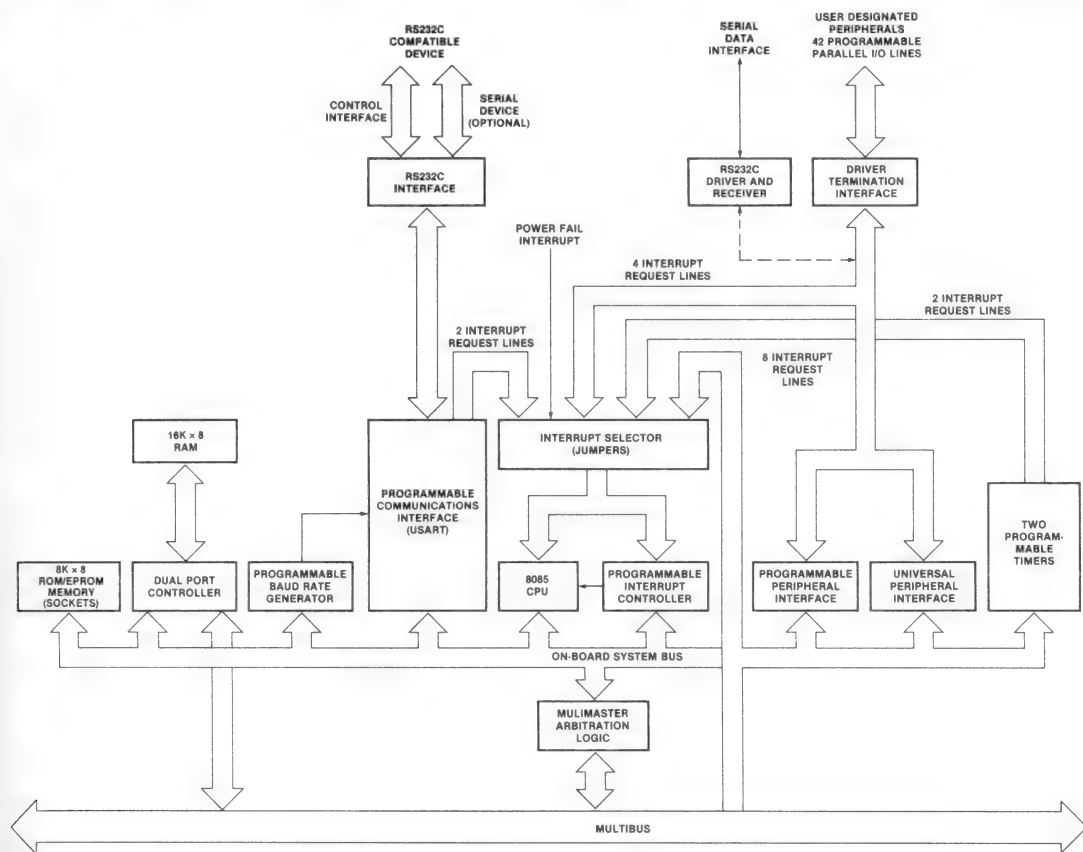 RS232C
COMPATIBLE
DEVICE
SERIAL
DATA
INTERFACE
USER DESIGNATED
PERIPHERALS
42 PROGRAMMABLE
PARALLEL I/O LINES
CONTROL
INTERFACE
SERIAL
DEVICE
(OPTIONAL)
RS232C
INTERFACE
RS232C
DRIVER AND
RECEIVER
DRIVER
TERMINATION
INTERFACE
POWER FAIL
INTERRUPT
4 INTERRUPT
REQUEST LINES
2 INTERRUPT
REQUEST LINES
2 INTERRUPT
REQUEST LINES
8 INTERRUPT
REQUEST
LINES
16K × 8
RAM
INTERRUPT SELECTOR
(JUMPERS)
PROGRAMMABLE
COMMUNICATIONS
INTERFACE
(USART)
TWO
PROGRAM-
MABLE
TIMERS
8K × 8
ROM/EPROM
MEMORY
(SOCKETS)
DUAL PORT
CONTROLLER
PROGRAMMABLE
BAUD RATE
GENERATOR
8085
CPU
PROGRAMMABLE
INTERRUPT
CONTROLLER
PROGRAMMABLE
PERIPHERAL
INTERFACE
UNIVERSAL
PERIPHERAL
INTERFACE
ON-BOARD SYSTEM BUS
MULIMASTER
ARBITRATION
LOGIC
MULTIBUS